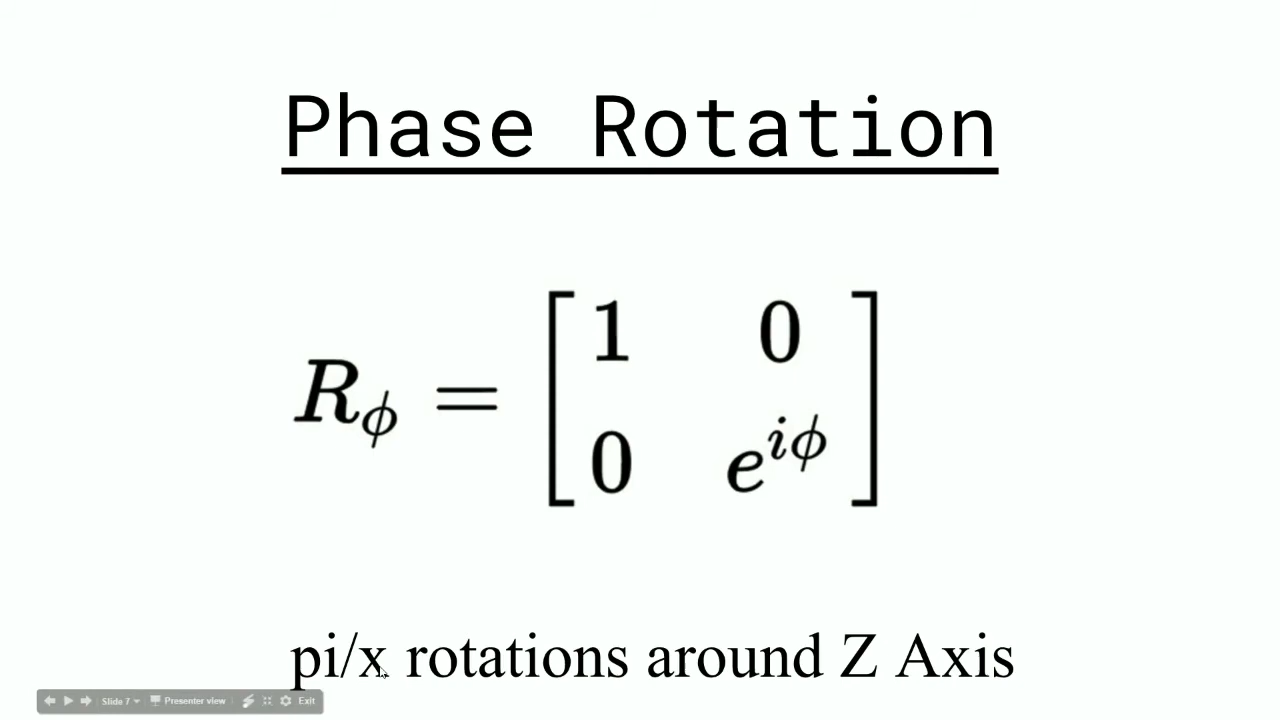 Phase Rotation
R_ϕ = [ 1 0
0 e^{iϕ} ]
pi/x rotations around Z Axis
Slide 7 Presenter view Exit